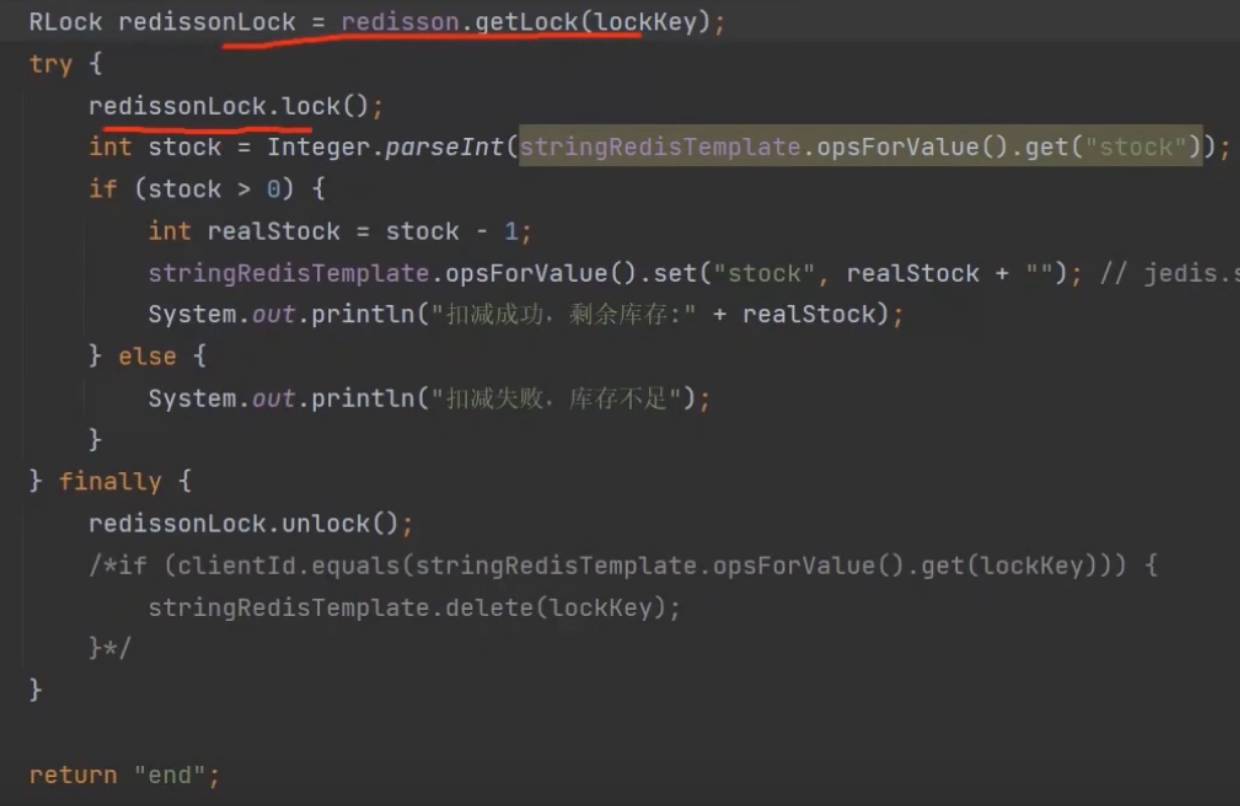 RLock redissonLock = redisson.getLock(lockKey);
try {
redissonLock.lock();
int stock = Integer.parseInt(stringRedisTemplate.opsForValue().get("stock"));
if (stock > 0) {
int realStock = stock - 1;
stringRedisTemplate.opsForValue().set("stock", realStock + ""); // jedis.s
System.out.println("扣减成功，剩余库存:" + realStock);
} else {
System.out.println("扣减失败，库存不足");
}
} finally {
redissonLock.unlock();
/*if (clientId.equals(stringRedisTemplate.opsForValue().get(lockKey))) {
stringRedisTemplate.delete(lockKey);
}*/
}
return "end";